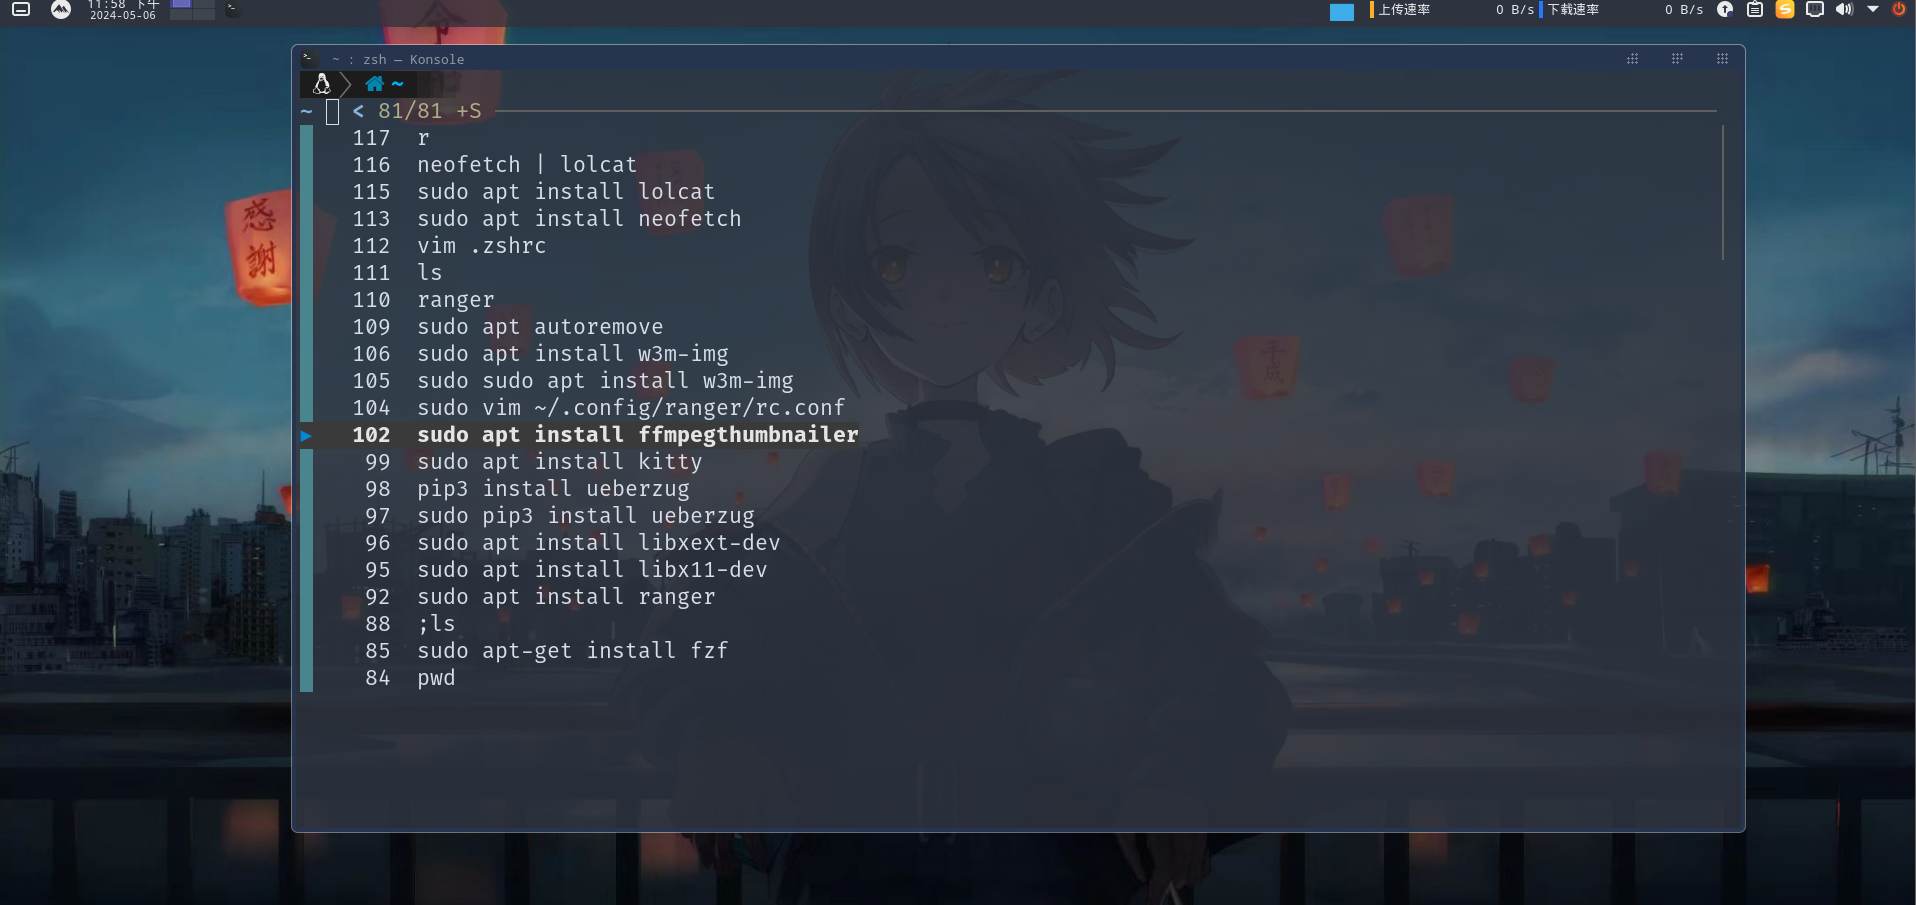 11:58 下午
2024-05-06
上传速率 0 B/s 下载速率 0 B/s
~ : zsh — Konsole
~
~ < 81/81 +S
117 r
116 neofetch | lolcat
115 sudo apt install lolcat
113 sudo apt install neofetch
112 vim .zshrc
111 ls
110 ranger
109 sudo apt autoremove
106 sudo apt install w3m-img
105 sudo sudo apt install w3m-img
104 sudo vim ~/.config/ranger/rc.conf
102 sudo apt install ffmpegthumbnailer
99 sudo apt install kitty
98 pip3 install ueberzug
97 sudo pip3 install ueberzug
96 sudo apt install libxext-dev
95 sudo apt install libx11-dev
92 sudo apt install ranger
88 ;ls
85 sudo apt-get install fzf
84 pwd
令
感
謝
平
成